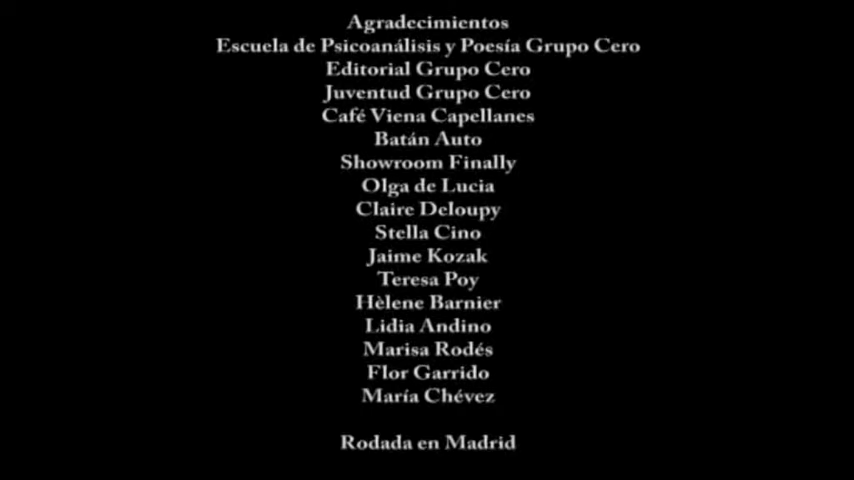 Agradecimientos
Escuela de Psicoanálisis y Poesía Grupo Cero
Editorial Grupo Cero
Juventud Grupo Cero
Café Viena Capellanes
Batán Auto
Showroom Finally
Olga de Lucia
Claire Deloupy
Stella Cino
Jaime Kozak
Teresa Poy
Hèlene Barnier
Lidia Andino
Marisa Rodés
Flor Garrido
María Chévez
Rodada en Madrid